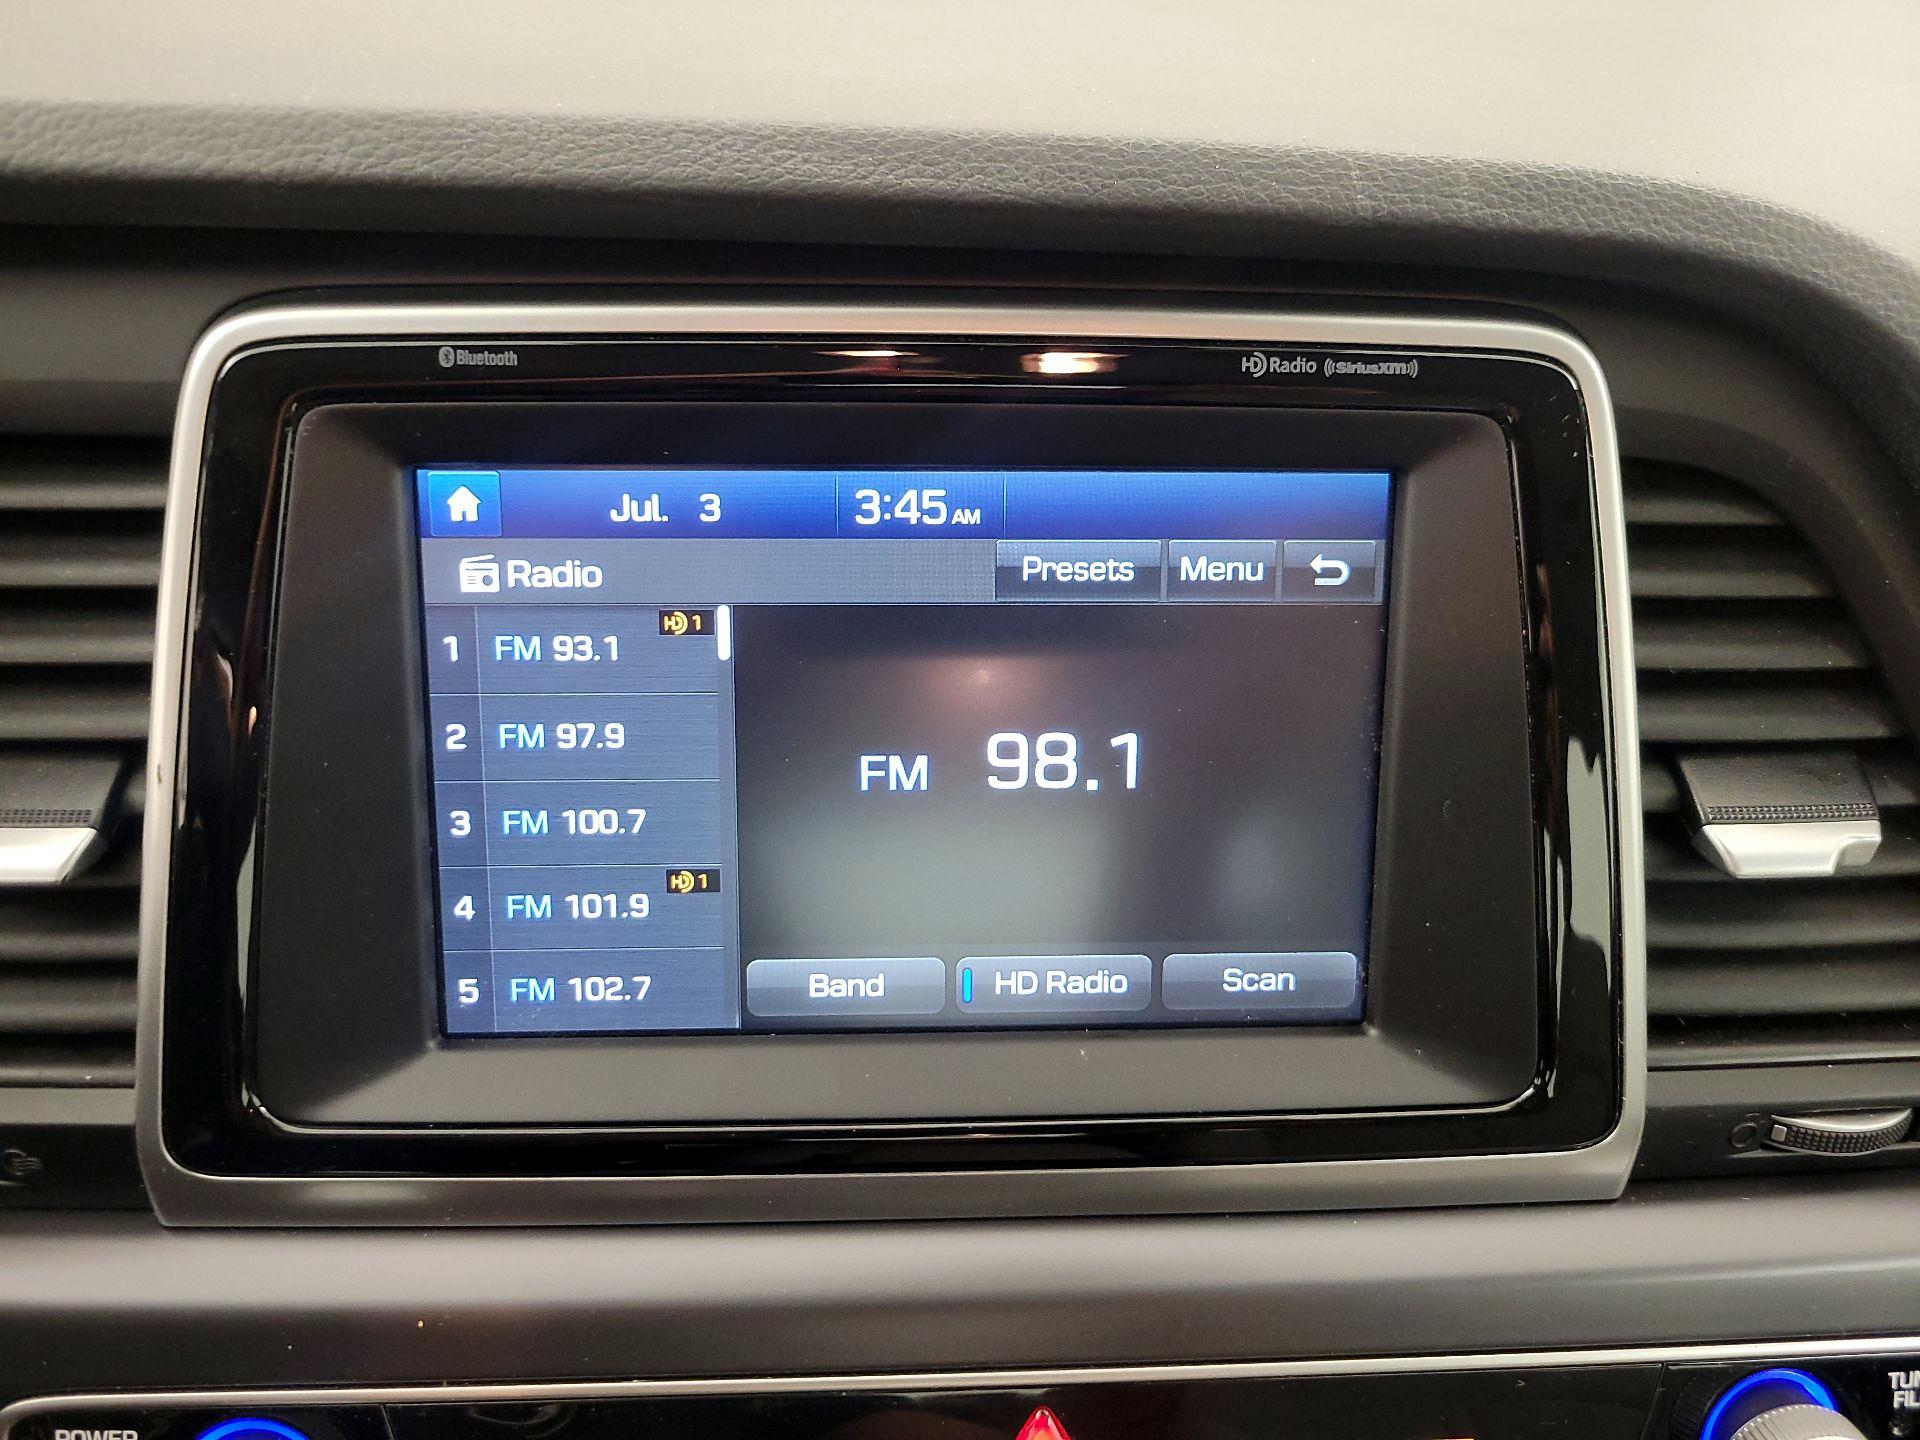 Bluetooth
HD Radio ((SiriusXM))
Jul. 3 3:45 AM
Radio Presets Menu
1 FM 93.1 HD 1
2 FM 97.9
3 FM 100.7
4 FM 101.9 HD 1
5 FM 102.7
FM 98.1
Band HD Radio Scan
POWER